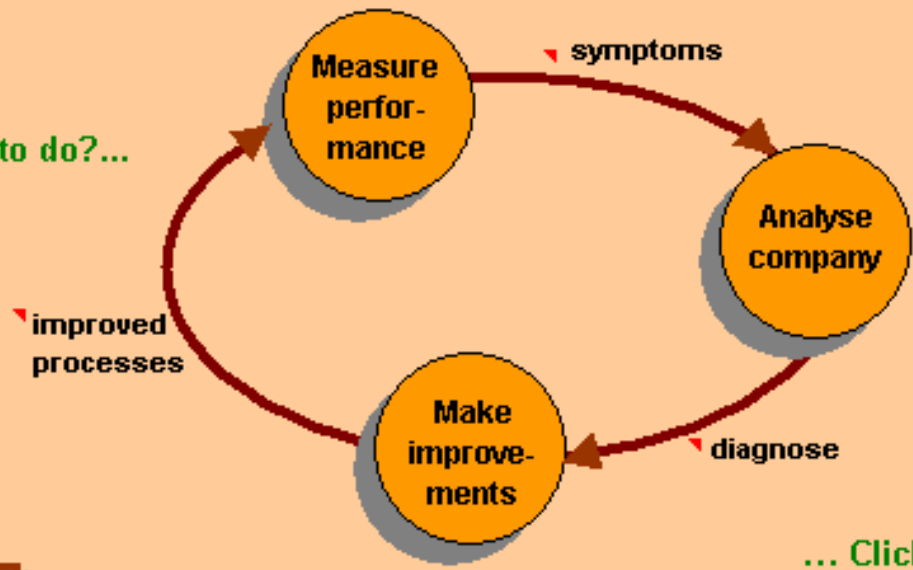 symptoms
Measure
perfor-
mance
to do?...
Analyse
company
improved
processes
Make
improve-
ments
diagnose
... Clic